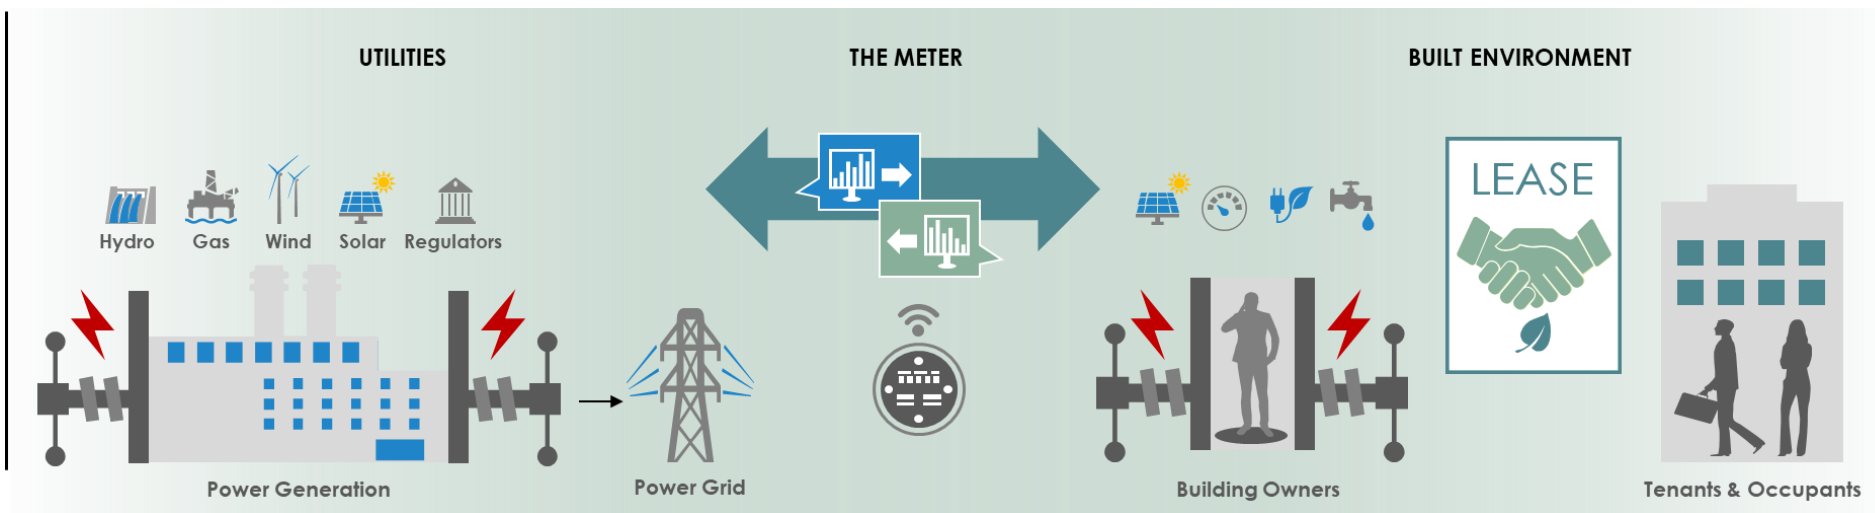 UTILITIES
THE METER
BUILT ENVIRONMENT
LEASE
Hydro
Gas
Wind
Solar
Regulators
Power Generation
Power Grid
Building Owners
Tenants & Occupants